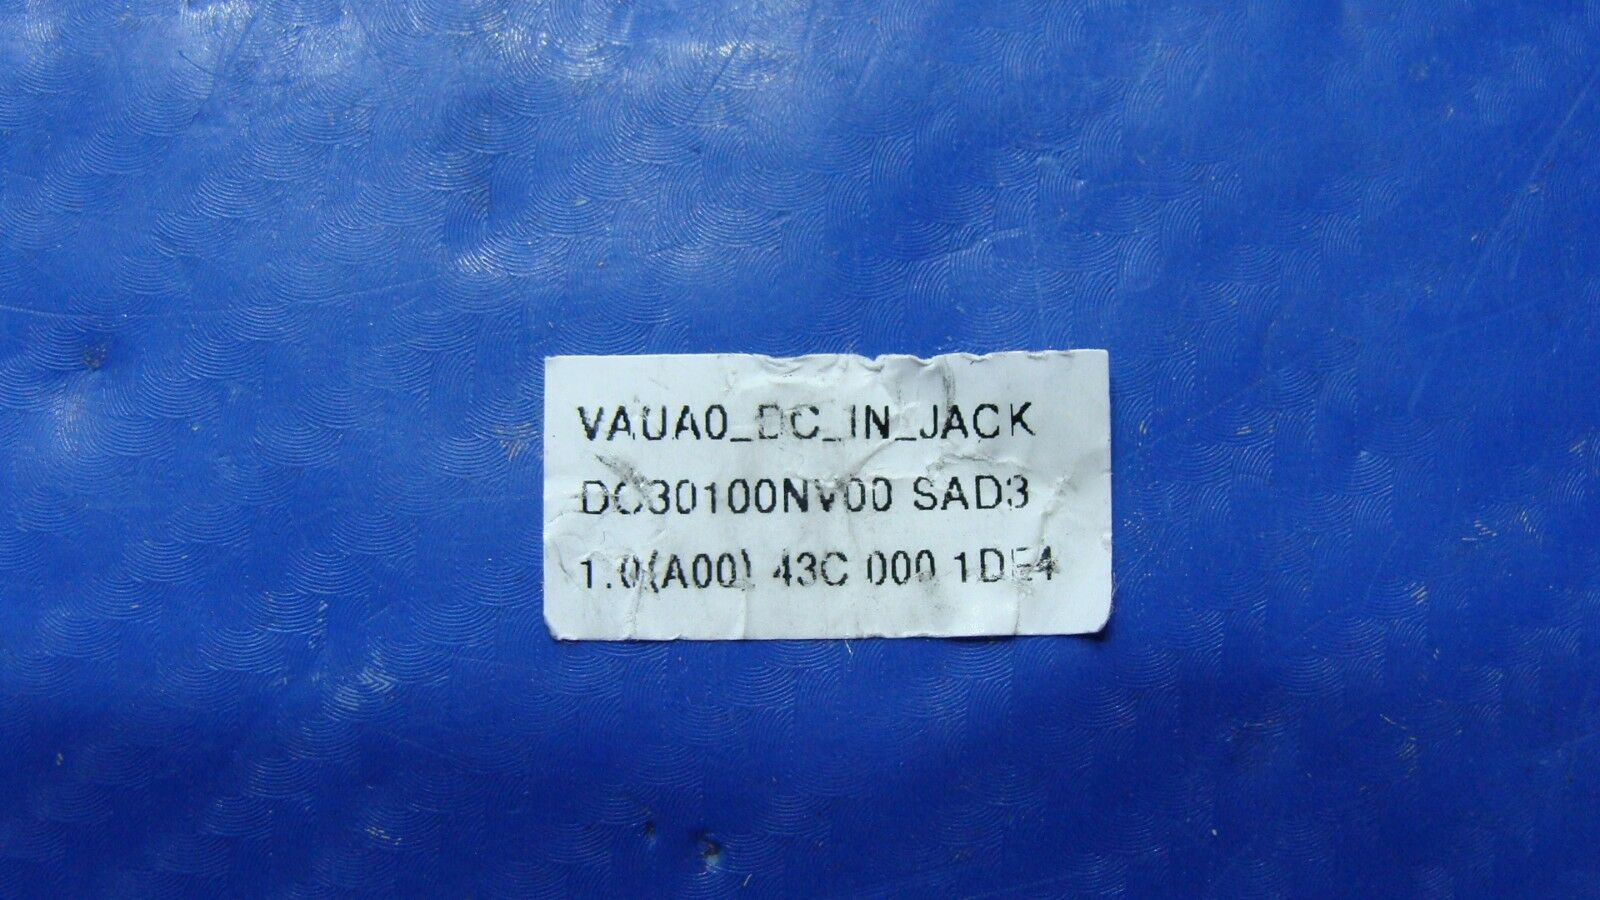 VAUA0_DC_IN_JACK
DC30100NV00 SAD3
1.0(A00) 43C 000 1DE4